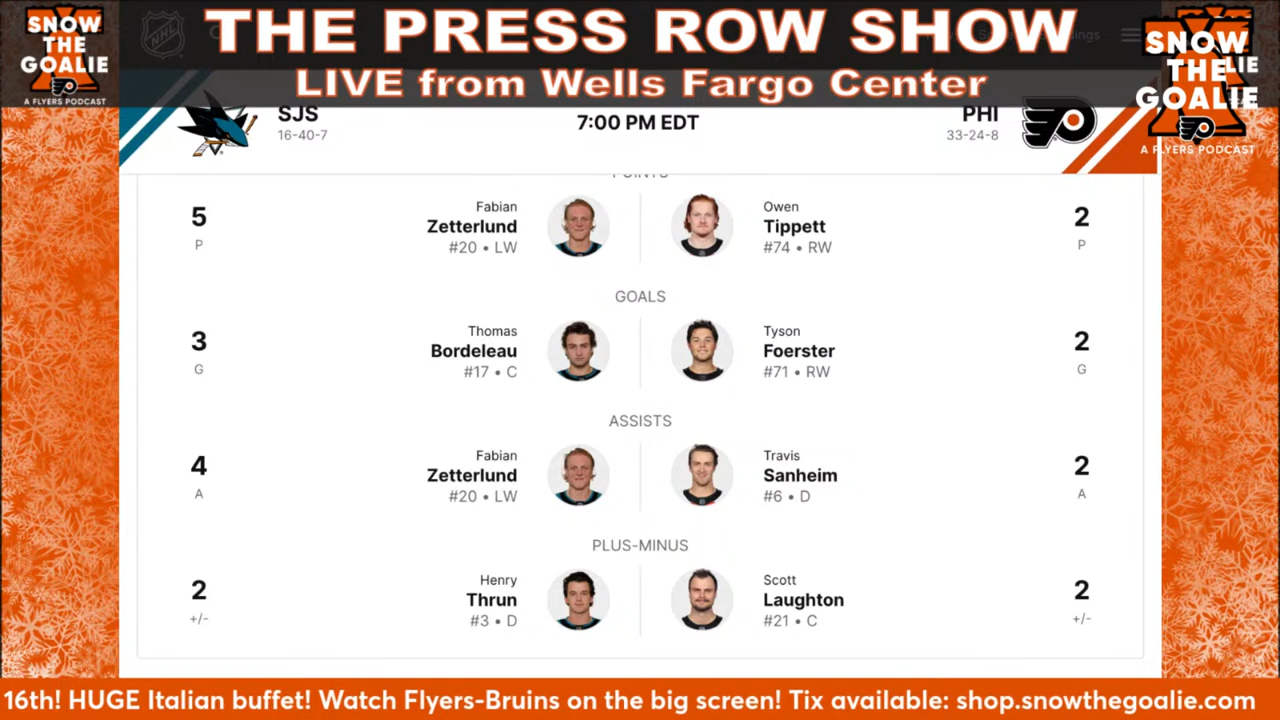 THE PRESS ROW SHOW
LIVE from Wells Fargo Center
SNOW
THE
GOALIE
A FLYERS PODCAST
NHL
SNOW
THE
GOALIE
A FLYERS PODCAST
SJS
16-40-7
7:00 PM EDT
PHI
33-24-8
POINTS
5
P
Fabian
Zetterlund
#20 • LW
Owen
Tippett
#74 • RW
2
P
GOALS
3
G
Thomas
Bordeleau
#17 • C
Tyson
Foerster
#71 • RW
2
G
ASSISTS
4
A
Fabian
Zetterlund
#20 • LW
Travis
Sanheim
#6 • D
2
A
PLUS-MINUS
2
+/-
Henry
Thrun
#3 • D
Scott
Laughton
#21 • C
2
+/-
16th! HUGE Italian buffet! Watch Flyers-Bruins on the big screen! Tix available: shop.snowthegoalie.com